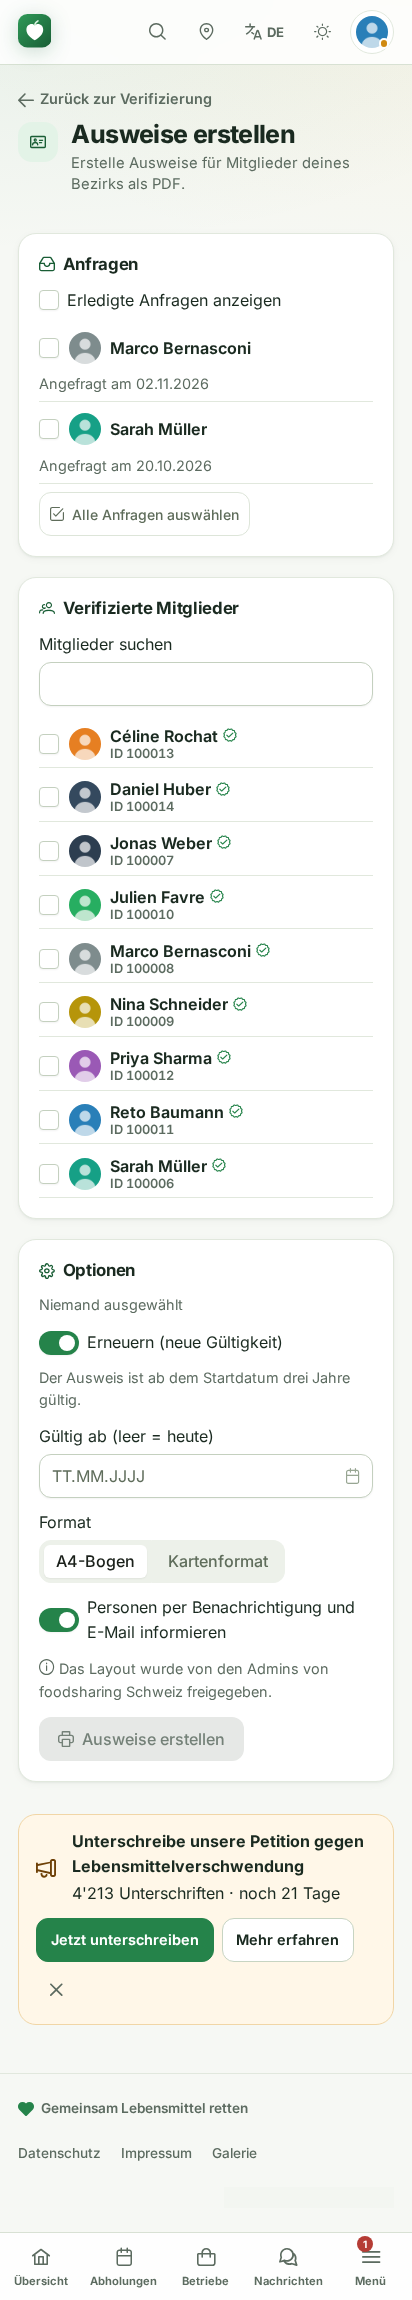 DE
Zurück zur Verifizierung
Ausweise erstellen
Erstelle Ausweise für Mitglieder deines
Bezirks als PDF.
Anfragen
Erledigte Anfragen anzeigen
Marco Bernasconi
Angefragt am 02.11.2026
Sarah Müller
Angefragt am 20.10.2026
Alle Anfragen auswählen
Verifizierte Mitglieder
Mitglieder suchen
Céline Rochat
ID 100013
Daniel Huber
ID 100014
Jonas Weber
ID 100007
Julien Favre
ID 100010
Marco Bernasconi
ID 100008
Nina Schneider
ID 100009
Priya Sharma
ID 100012
Reto Baumann
ID 100011
Sarah Müller
ID 100006
Optionen
Niemand ausgewählt
Erneuern (neue Gültigkeit)
Der Ausweis ist ab dem Startdatum drei Jahre
gültig.
Gültig ab (leer = heute)
TT.MM.JJJJ
Format
A4-Bogen Kartenformat
Personen per Benachrichtigung und
E-Mail informieren
Das Layout wurde von den Admins von
foodsharing Schweiz freigegeben.
Ausweise erstellen
Unterschreibe unsere Petition gegen
Lebensmittelverschwendung
4'213 Unterschriften · noch 21 Tage
Jetzt unterschreiben Mehr erfahren
Gemeinsam Lebensmittel retten
Datenschutz Impressum Galerie
1
Übersicht Abholungen Betriebe Nachrichten Menü